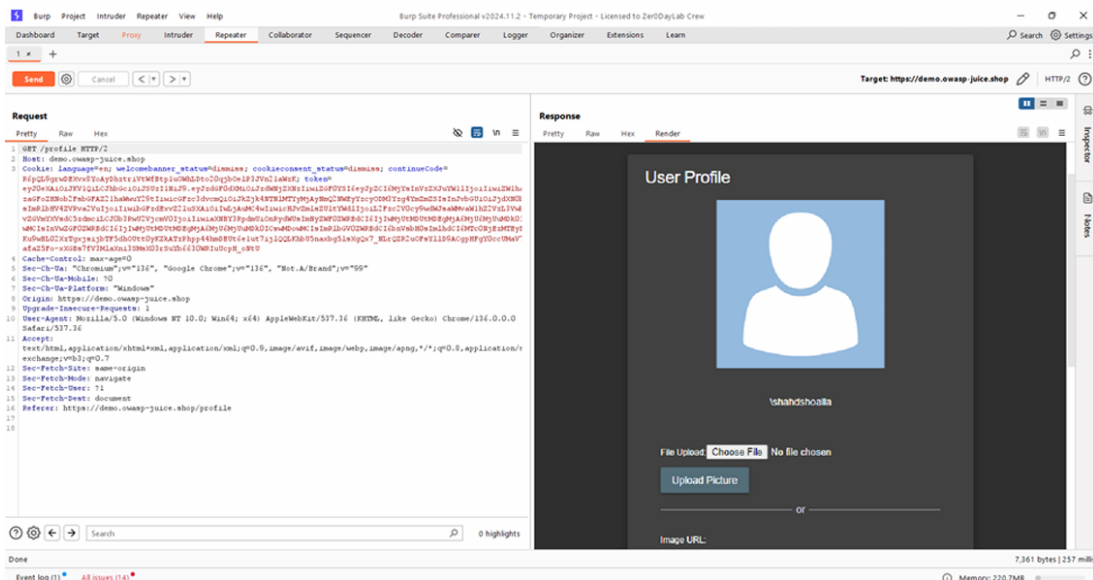 Burp Project Intruder Repeater View Help
Burp Suite Professional v2024.11.2 - Temporary Project - Licensed to Zer0DayLab Crew
Dashboard Target Proxy Intruder Repeater Collaborator Sequencer Decoder Comparer Logger Organizer Extensions Learn
Search Settings
1 × +
Send Cancel < >
Target: https://demo.owasp-juice.shop HTTP/2
Request
Pretty Raw Hex \n
1 GET /profile HTTP/2
2 Host: demo.owasp-juice.shop
3 Cookie: language=en; welcomebanner_status=dismiss; cookieconsent_status=dismiss; continueCode=
token=
4 Cache-Control: max-age=0
5 Sec-Ch-Ua: "Chromium";v="136", "Google Chrome";v="136", "Not.A/Brand";v="99"
6 Sec-Ch-Ua-Mobile: ?0
7 Sec-Ch-Ua-Platform: "Windows"
8 Origin: https://demo.owasp-juice.shop
9 Upgrade-Insecure-Requests: 1
10 User-Agent: Mozilla/5.0 (Windows NT 10.0; Win64; x64) AppleWebKit/537.36 (KHTML, like Gecko) Chrome/136.0.0.0
Safari/537.36
11 Accept:
text/html,application/xhtml+xml,application/xml;q=0.9,image/avif,image/webp,image/apng,*/*;q=0.8,application/
exchange;v=b3;q=0.7
12 Sec-Fetch-Site: same-origin
13 Sec-Fetch-Mode: navigate
14 Sec-Fetch-User: ?1
15 Sec-Fetch-Dest: document
16 Referer: https://demo.owasp-juice.shop/profile
17
18
Search
0 highlights
Response
Pretty Raw Hex Render \n
User Profile
\shahdshoalla
File Upload: Choose File No file chosen
Upload Picture
or
Image URL:
Inspector
Notes
Done
7,361 bytes | 257 milli
Event log (1) All issues (14)
Memory: 220.7MB